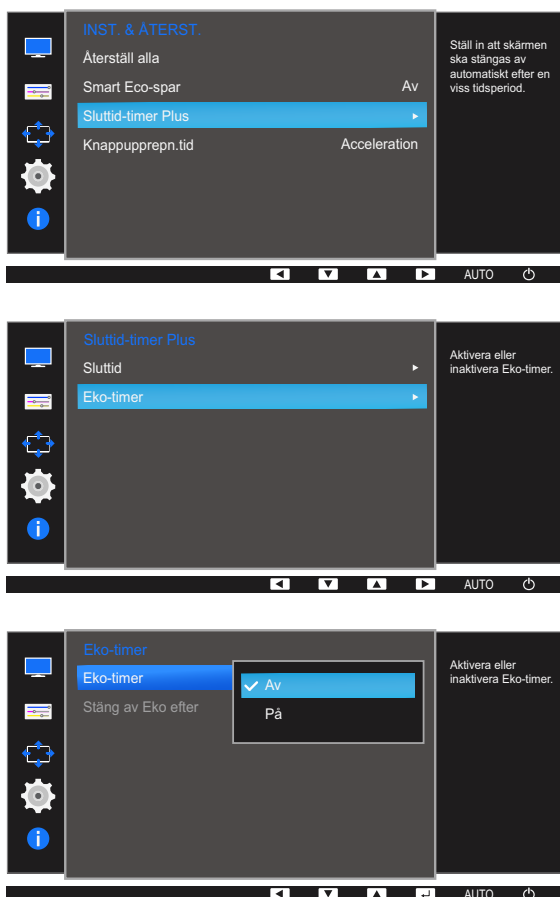 INST. & ÅTERST.
Återställ alla
Smart Eco-spar Av
Sluttid-timer Plus
Knappupprepn.tid Acceleration
Ställ in att skärmen
ska stängas av
automatiskt efter en
viss tidsperiod.
AUTO
Sluttid-timer Plus
Sluttid
Eko-timer
Aktivera eller
inaktivera Eko-timer.
AUTO
Eko-timer
Eko-timer
Av
Stäng av Eko efter
På
Aktivera eller
inaktivera Eko-timer.
AUTO